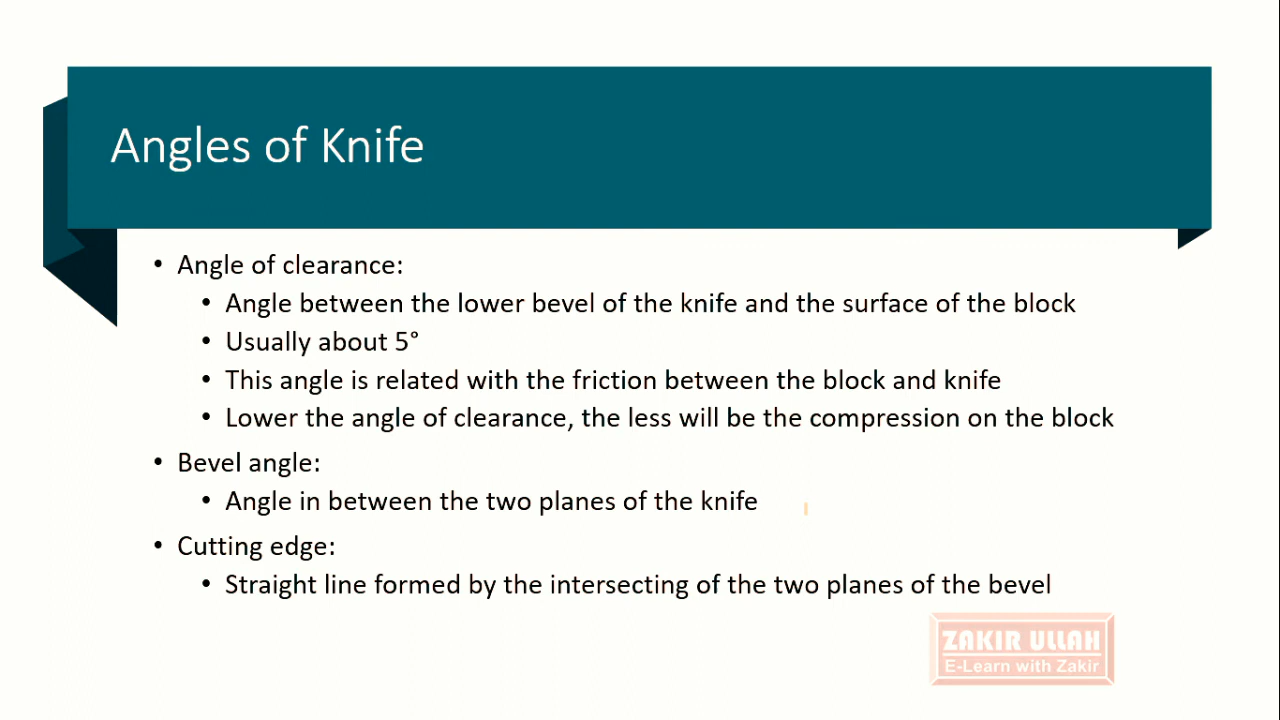 Angles of Knife
• Angle of clearance:
• Angle between the lower bevel of the knife and the surface of the block
• Usually about 5°
• This angle is related with the friction between the block and knife
• Lower the angle of clearance, the less will be the compression on the block
• Bevel angle:
• Angle in between the two planes of the knife
• Cutting edge:
• Straight line formed by the intersecting of the two planes of the bevel
ZAKIR ULLAH
E-Learn with Zakir